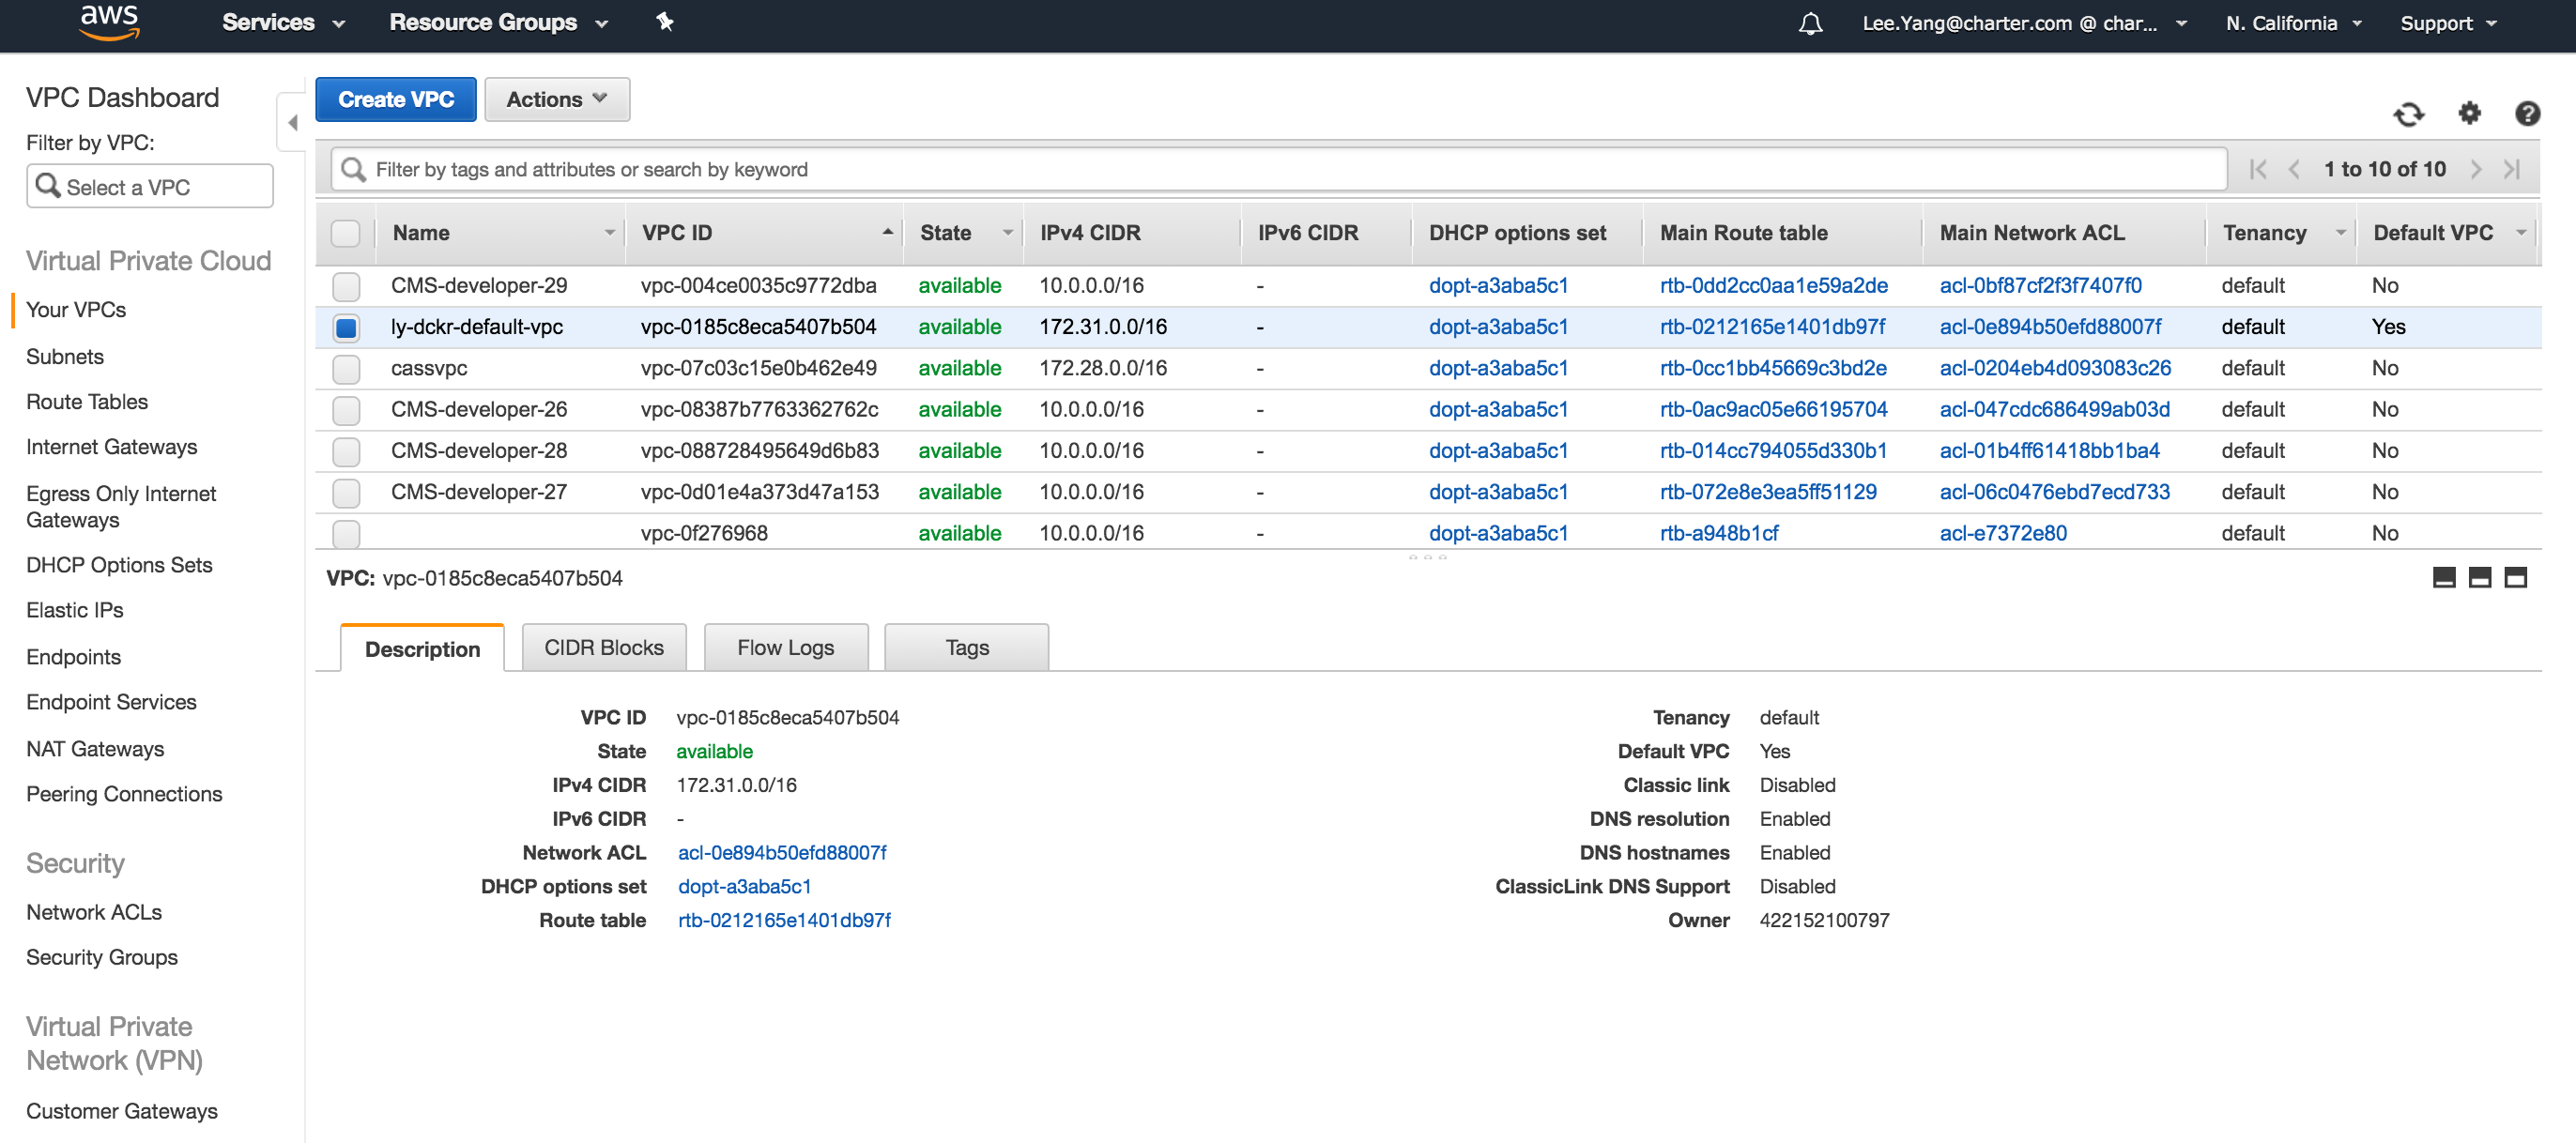 aws Services Resource Groups Lee.Yang@charter.com @ char... N. California Support
VPC Dashboard
Filter by VPC:
Select a VPC
Virtual Private Cloud
Your VPCs
Subnets
Route Tables
Internet Gateways
Egress Only Internet
Gateways
DHCP Options Sets
Elastic IPs
Endpoints
Endpoint Services
NAT Gateways
Peering Connections
Security
Network ACLs
Security Groups
Virtual Private
Network (VPN)
Customer Gateways
Create VPC Actions
Filter by tags and attributes or search by keyword 1 to 10 of 10
Name VPC ID State IPv4 CIDR IPv6 CIDR DHCP options set Main Route table Main Network ACL Tenancy Default VPC
CMS-developer-29 vpc-004ce0035c9772dba available 10.0.0.0/16 - dopt-a3aba5c1 rtb-0dd2cc0aa1e59a2de acl-0bf87cf2f3f7407f0 default No
ly-dckr-default-vpc vpc-0185c8eca5407b504 available 172.31.0.0/16 - dopt-a3aba5c1 rtb-0212165e1401db97f acl-0e894b50efd88007f default Yes
cassvpc vpc-07c03c15e0b462e49 available 172.28.0.0/16 - dopt-a3aba5c1 rtb-0cc1bb45669c3bd2e acl-0204eb4d093083c26 default No
CMS-developer-26 vpc-08387b7763362762c available 10.0.0.0/16 - dopt-a3aba5c1 rtb-0ac9ac05e66195704 acl-047cdc686499ab03d default No
CMS-developer-28 vpc-088728495649d6b83 available 10.0.0.0/16 - dopt-a3aba5c1 rtb-014cc794055d330b1 acl-01b4ff61418bb1ba4 default No
CMS-developer-27 vpc-0d01e4a373d47a153 available 10.0.0.0/16 - dopt-a3aba5c1 rtb-072e8e3ea5ff51129 acl-06c0476ebd7ecd733 default No
vpc-0f276968 available 10.0.0.0/16 - dopt-a3aba5c1 rtb-a948b1cf acl-e7372e80 default No
VPC: vpc-0185c8eca5407b504
Description CIDR Blocks Flow Logs Tags
VPC ID vpc-0185c8eca5407b504
State available
IPv4 CIDR 172.31.0.0/16
IPv6 CIDR -
Network ACL acl-0e894b50efd88007f
DHCP options set dopt-a3aba5c1
Route table rtb-0212165e1401db97f
Tenancy default
Default VPC Yes
Classic link Disabled
DNS resolution Enabled
DNS hostnames Enabled
ClassicLink DNS Support Disabled
Owner 422152100797